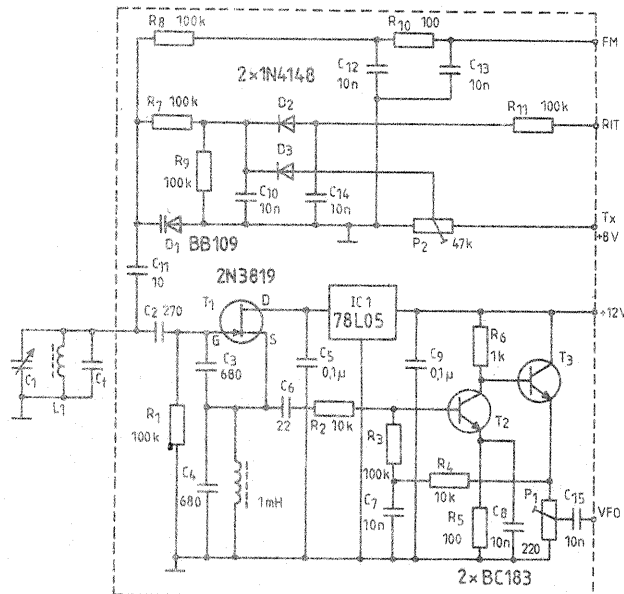 R8 100k
R10 100
FM
C12 10n
C13 10n
2×1N4148
R7 100k
D2
R11 100k
RIT
R9 100k
D3
C10 10n
C14 10n
Tx
+8V
D1 BB109
P2 47k
C11 10
2N3819
+12V
C2 270
T1
D
G
S
IC1
78L05
R6 1k
T3
C1
L1
Ct
C3 680
C5 0,1µ
C9 0,1µ
C6 22
R2 10k
T2
R1 100k
R3 100k
R4 10k
C4 680
1mH
C7 10n
R5 100
C8 10n
P1 220
C15 10n
VFO
2×BC183